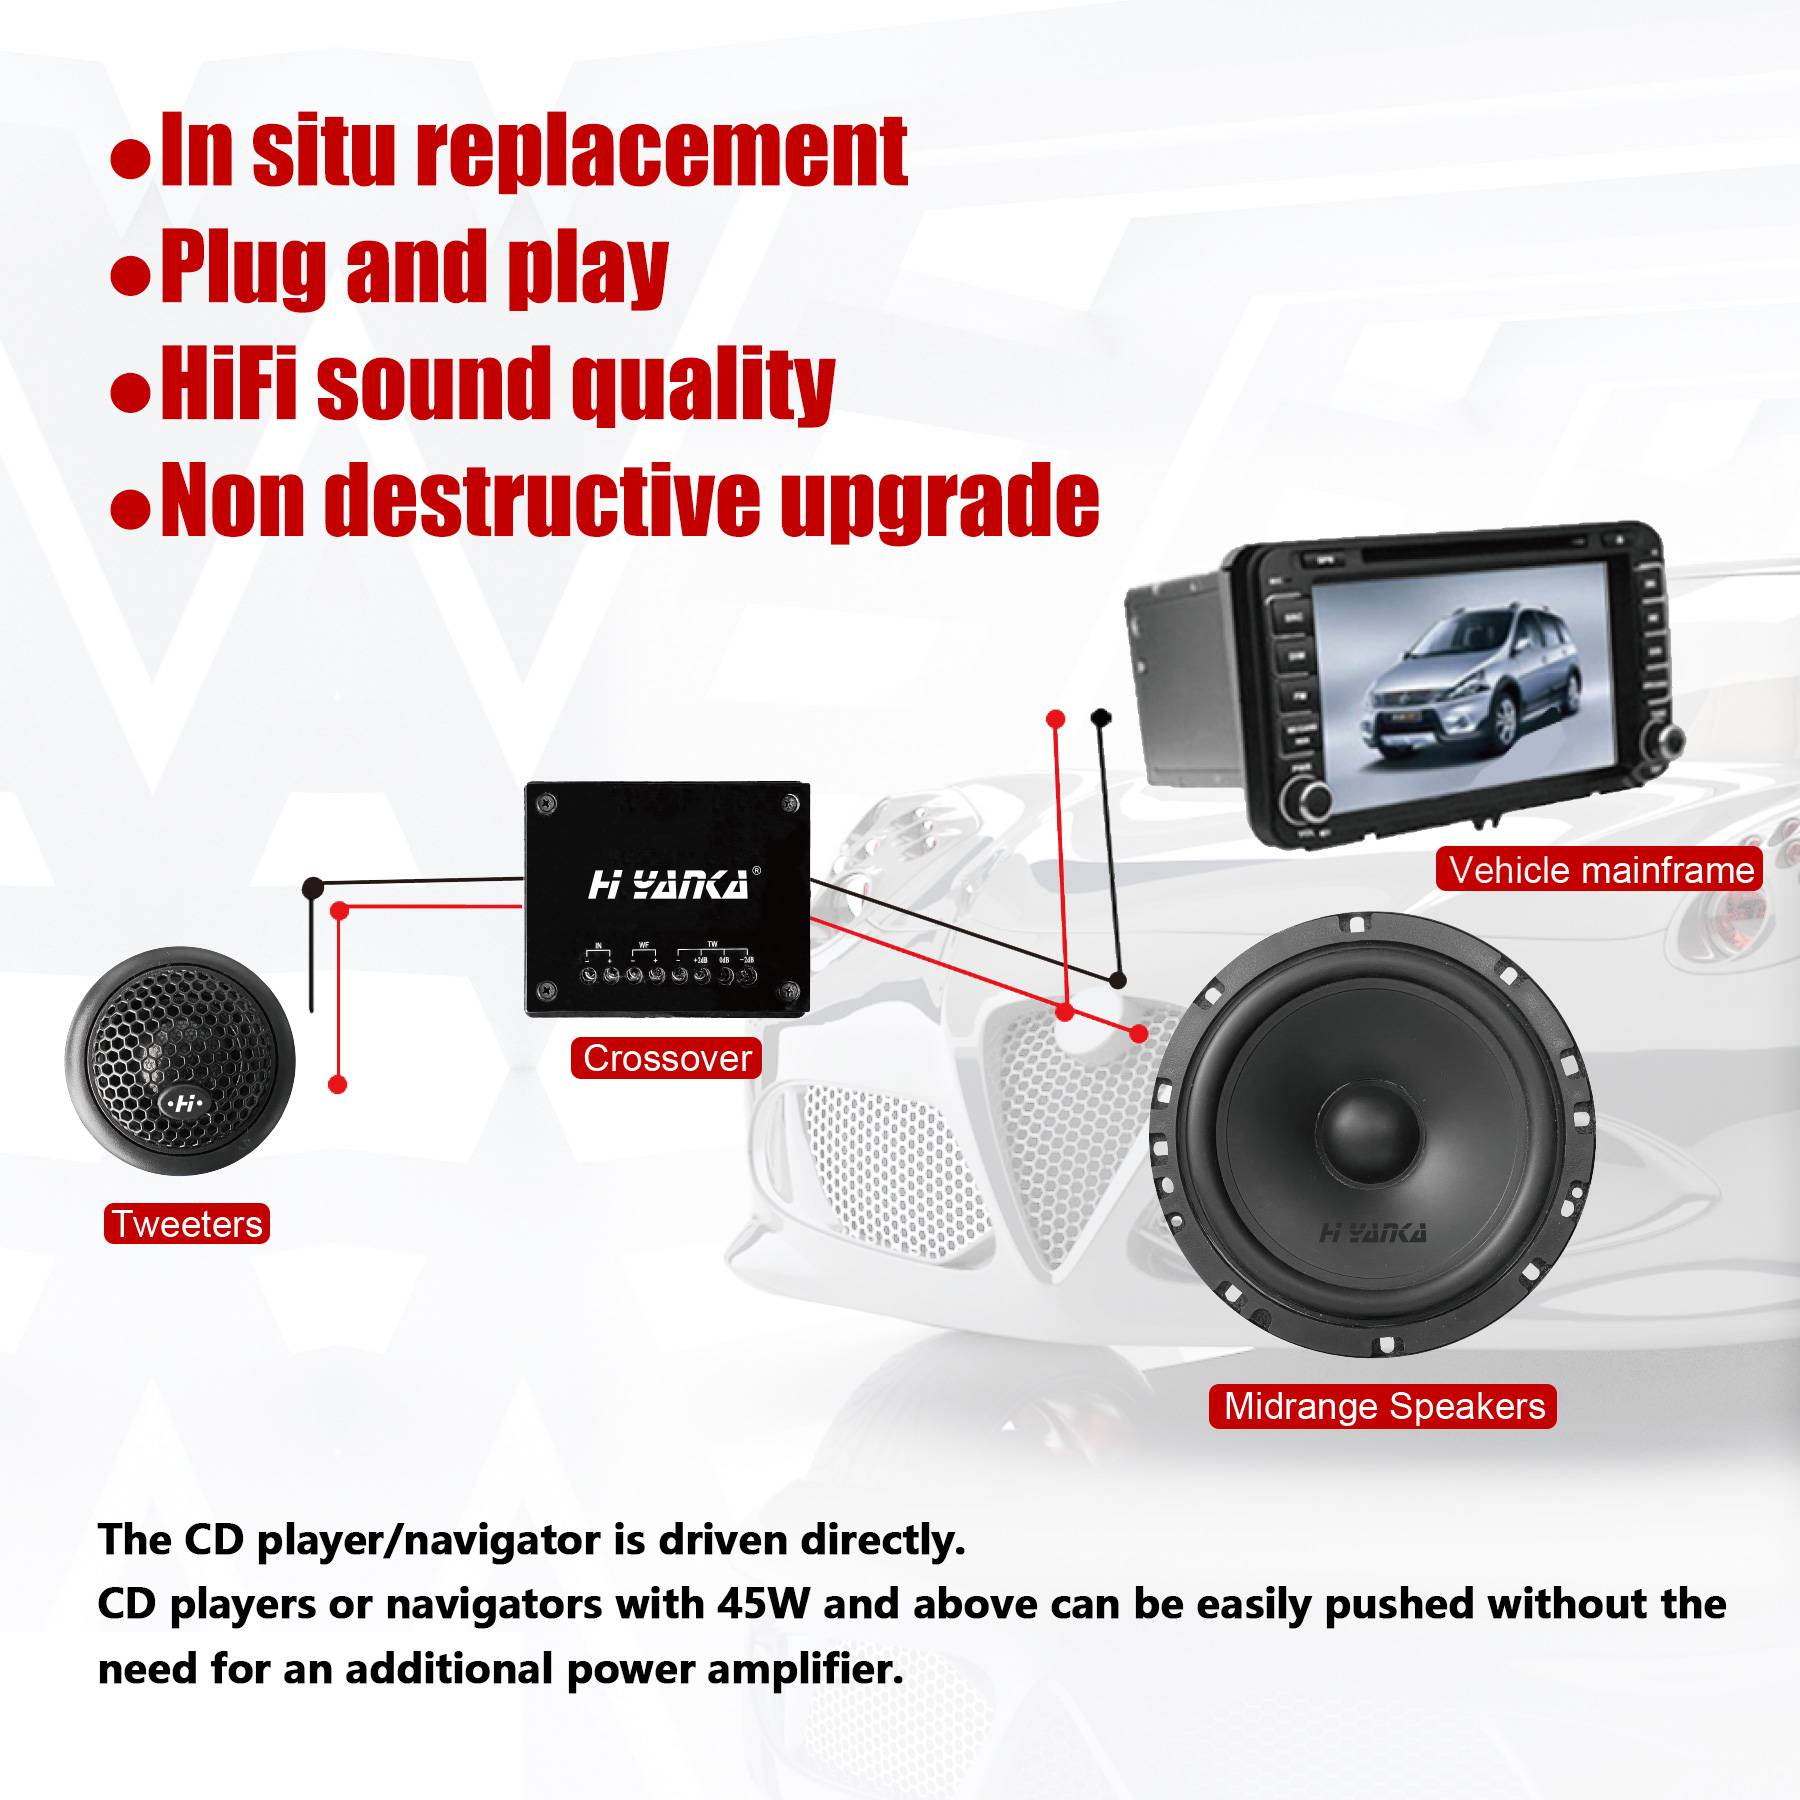 ●In situ replacement
●Plug and play
●HiFi sound quality
●Non destructive upgrade
Vehicle mainframe
Hi YANKA®
IN WF TW
− + − + − +2dB 0dB −2dB
Crossover
•Hi•
Tweeters
Hi YANKA
Midrange Speakers
The CD player/navigator is driven directly.
CD players or navigators with 45W and above can be easily pushed without the
need for an additional power amplifier.